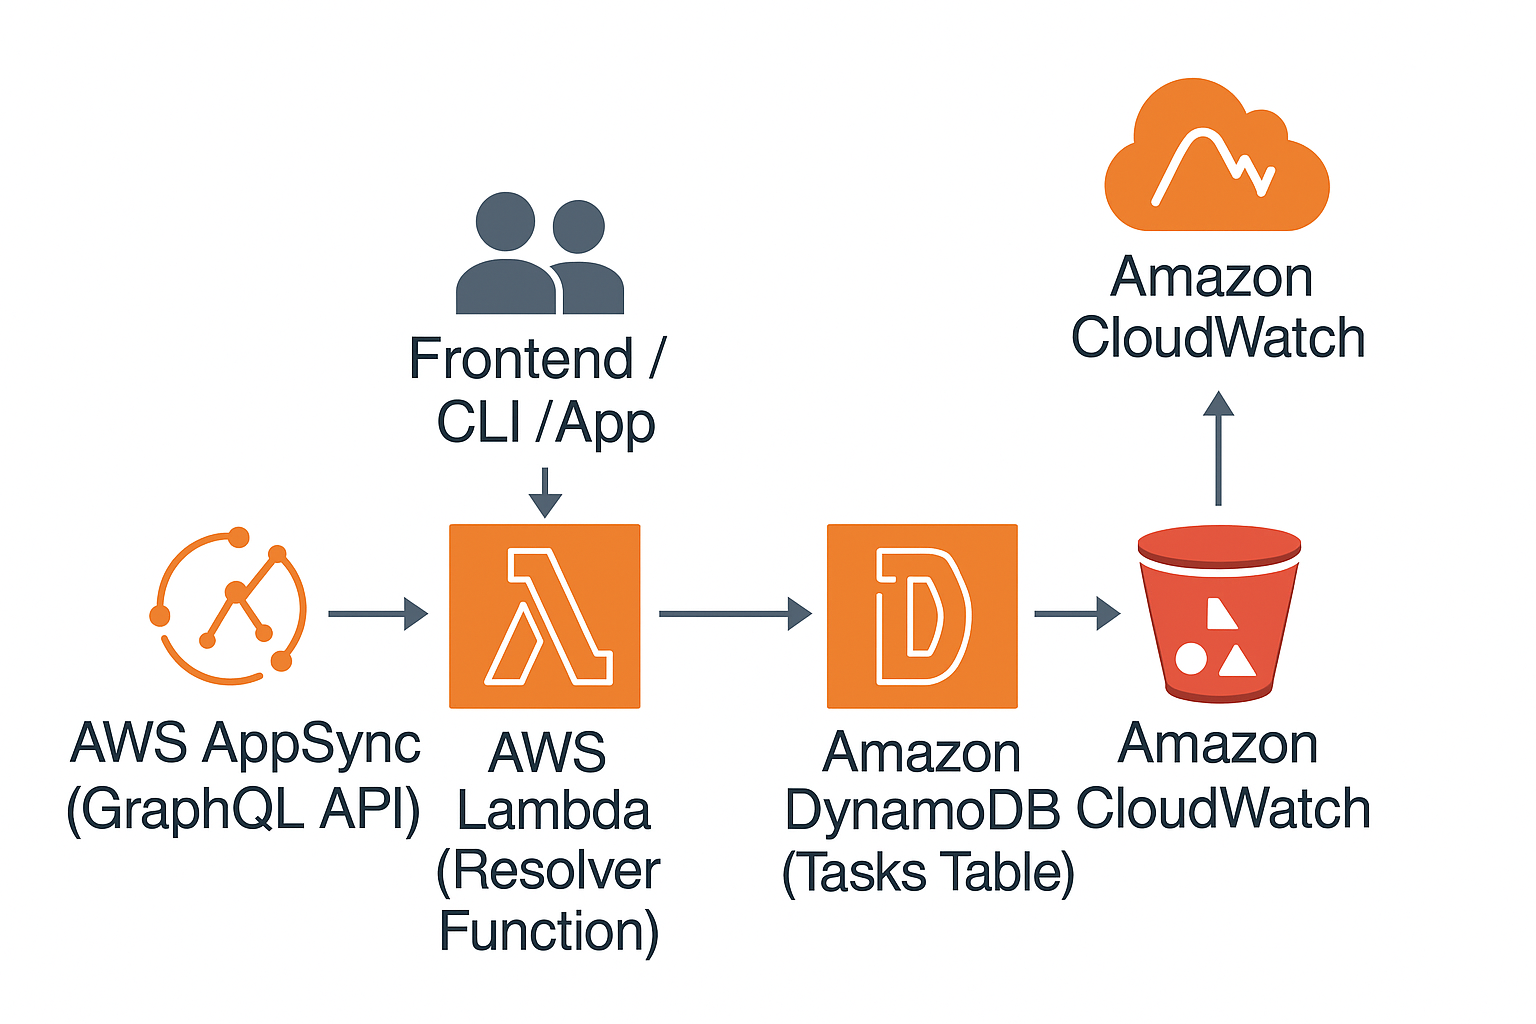 Amazon
CloudWatch
Frontend /
CLI /App
AWS AppSync
(GraphQL API)
AWS
Lambda
(Resolver
Function)
Amazon
DynamoDB
(Tasks Table)
Amazon
CloudWatch